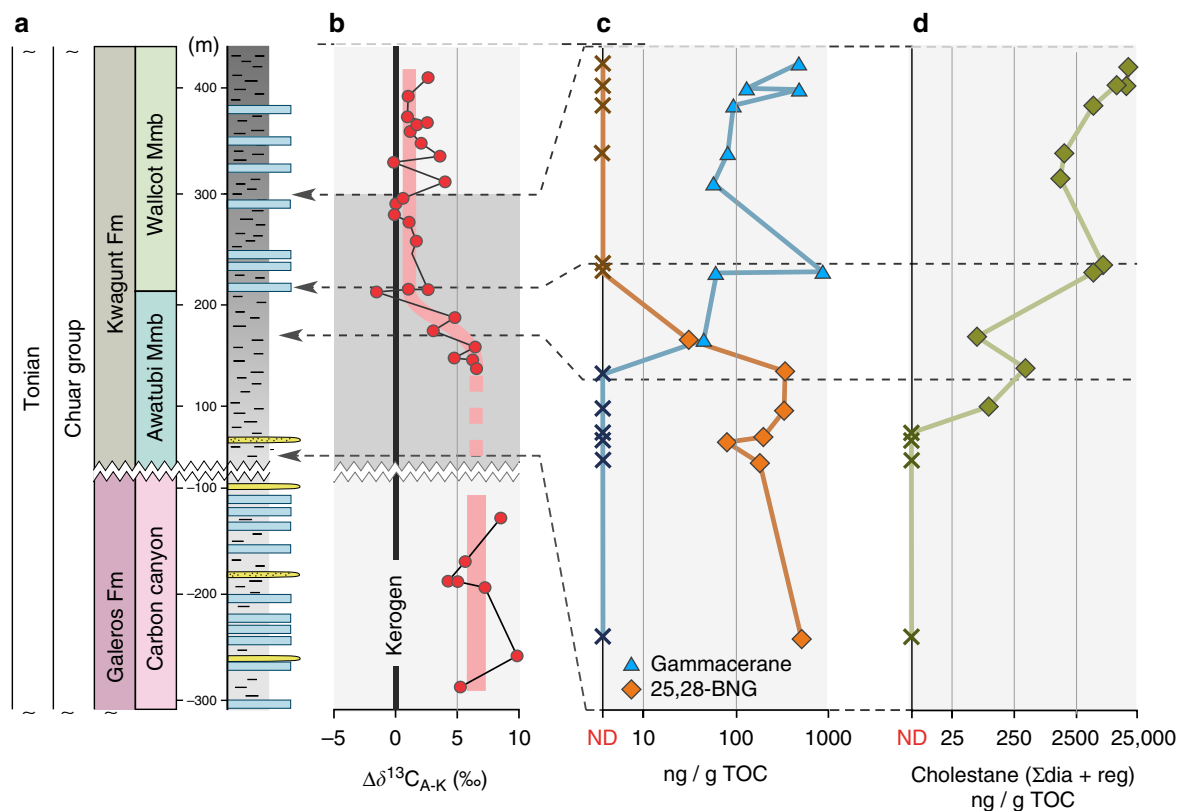 a
b
c
d
~ ~
(m)
Tonian
Chuar group
Kwagunt Fm
Galeros Fm
Wallcot Mmb
Awatubi Mmb
Carbon canyon
400
300
200
100
–100
–200
–300
~ ~ ~
Kerogen
Gammacerane
25,28-BNG
–5 0 5 10
ND 10 100 1000
ND 25 250 2500 25,000
Δδ¹³C A-K (‰)
ng / g TOC
Cholestane (Σdia + reg)
ng / g TOC